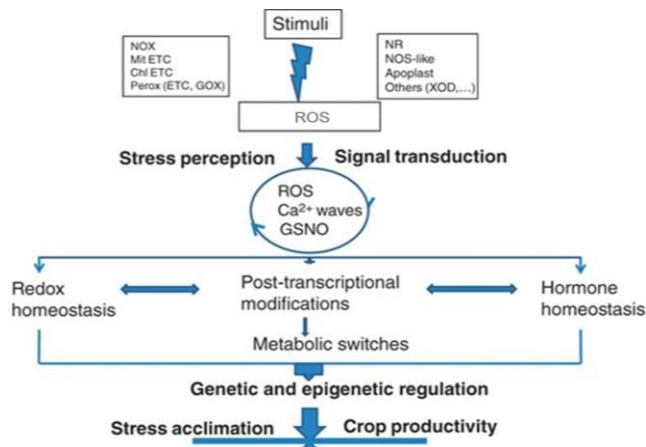 Stimuli
NOX
Mit ETC
Chl ETC
Perox (ETC, GOX)
NR
NOS-like
Apoplast
Others (XOD,...)
ROS
Stress perception
Signal transduction
ROS
Ca²⁺ waves
GSNO
Redox
homeostasis
Post-transcriptional
modifications
Hormone
homeostasis
Metabolic switches
Genetic and epigenetic regulation
Stress acclimation
Crop productivity